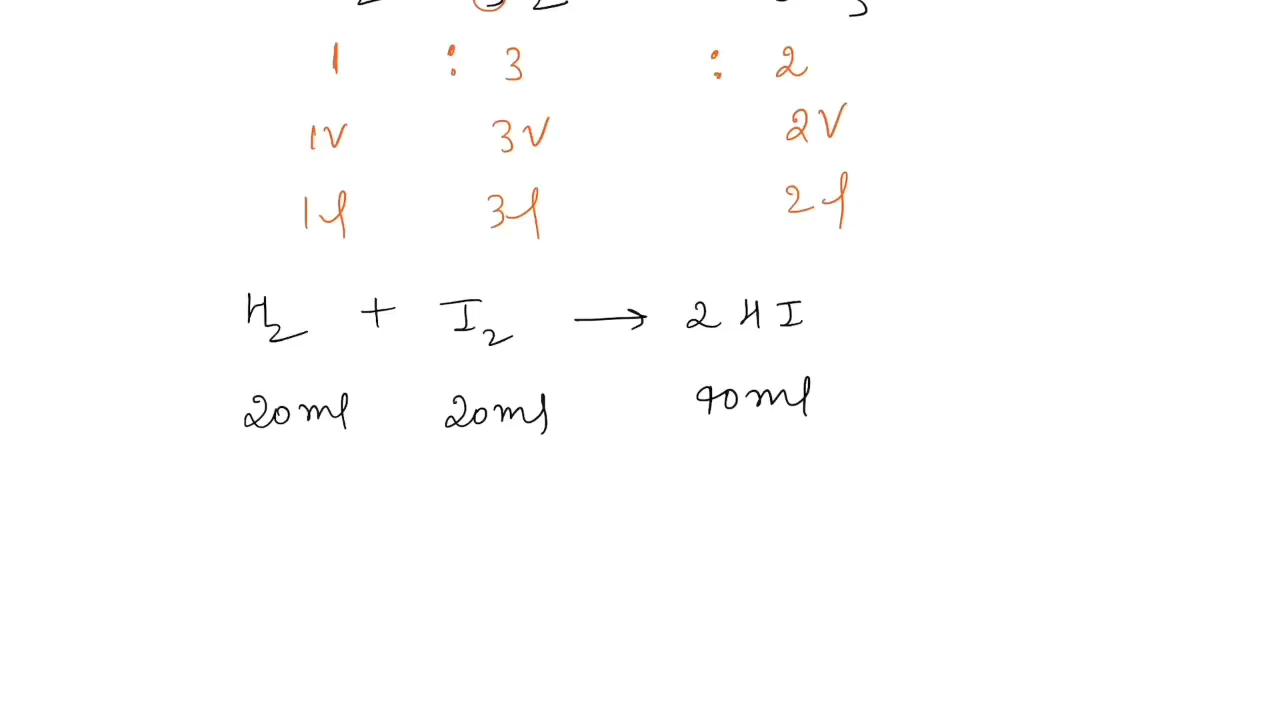 1 : 3 : 2
1V 3V 2V
1l 3l 2l
H₂ + I₂ ⟶ 2HI
20ml 20ml 40ml